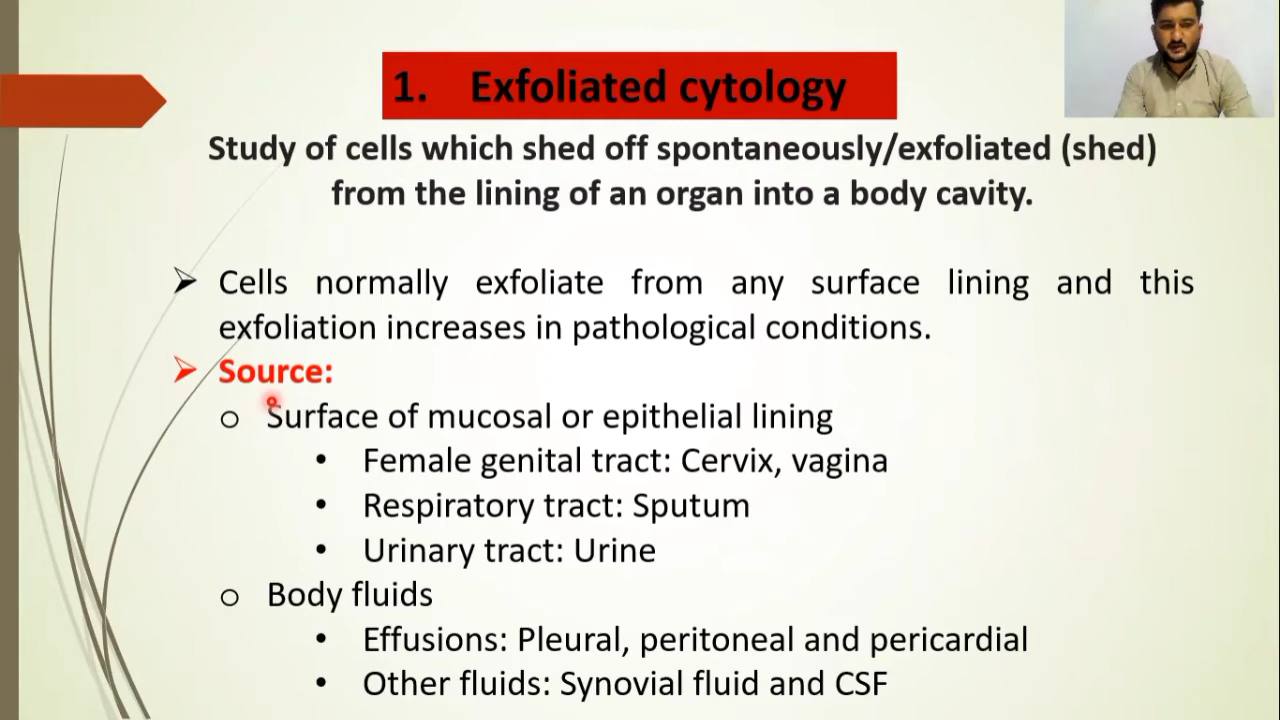 1. Exfoliated cytology
Study of cells which shed off spontaneously/exfoliated (shed)
from the lining of an organ into a body cavity.
➢ Cells normally exfoliate from any surface lining and this
exfoliation increases in pathological conditions.
➢ Source:
o Surface of mucosal or epithelial lining
• Female genital tract: Cervix, vagina
• Respiratory tract: Sputum
• Urinary tract: Urine
o Body fluids
• Effusions: Pleural, peritoneal and pericardial
• Other fluids: Synovial fluid and CSF